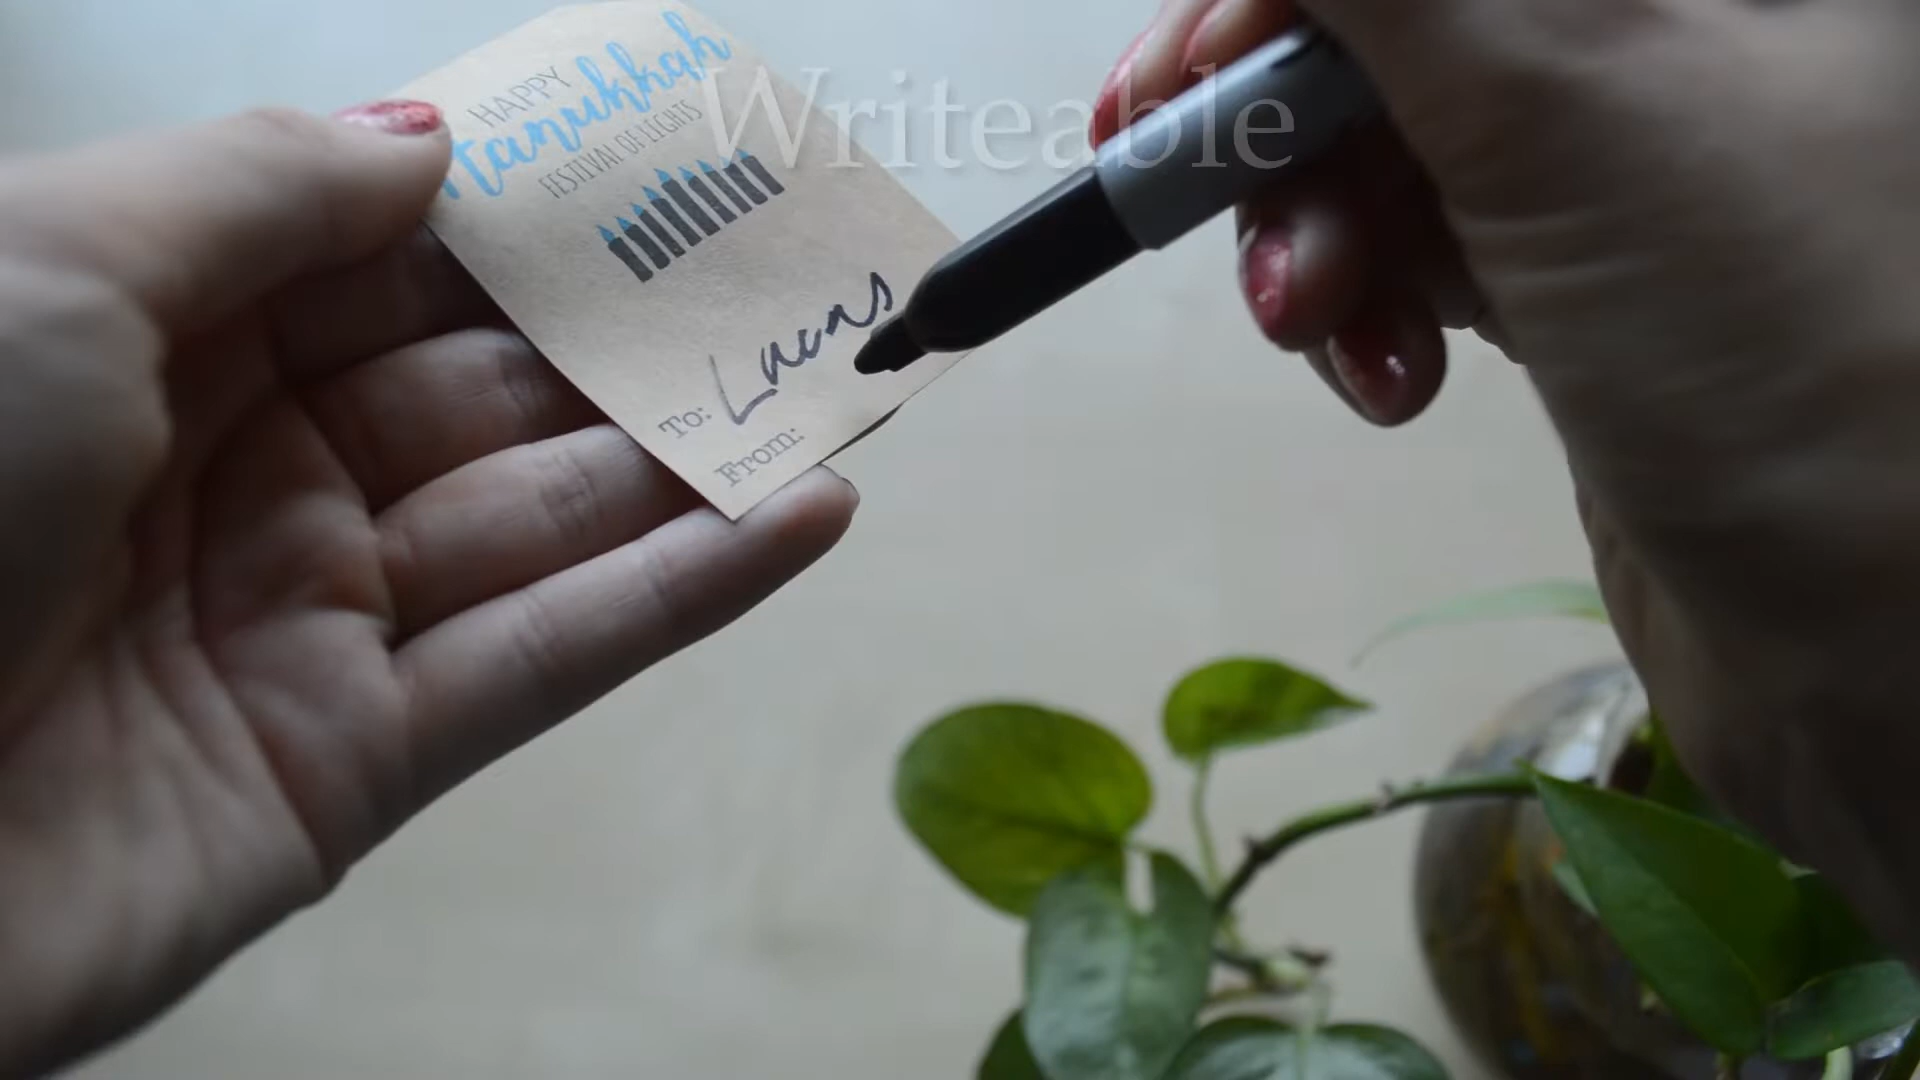 HAPPY
Hanukkah
FESTIVAL OF LIGHTS
To: Lucas
From:
Writeable